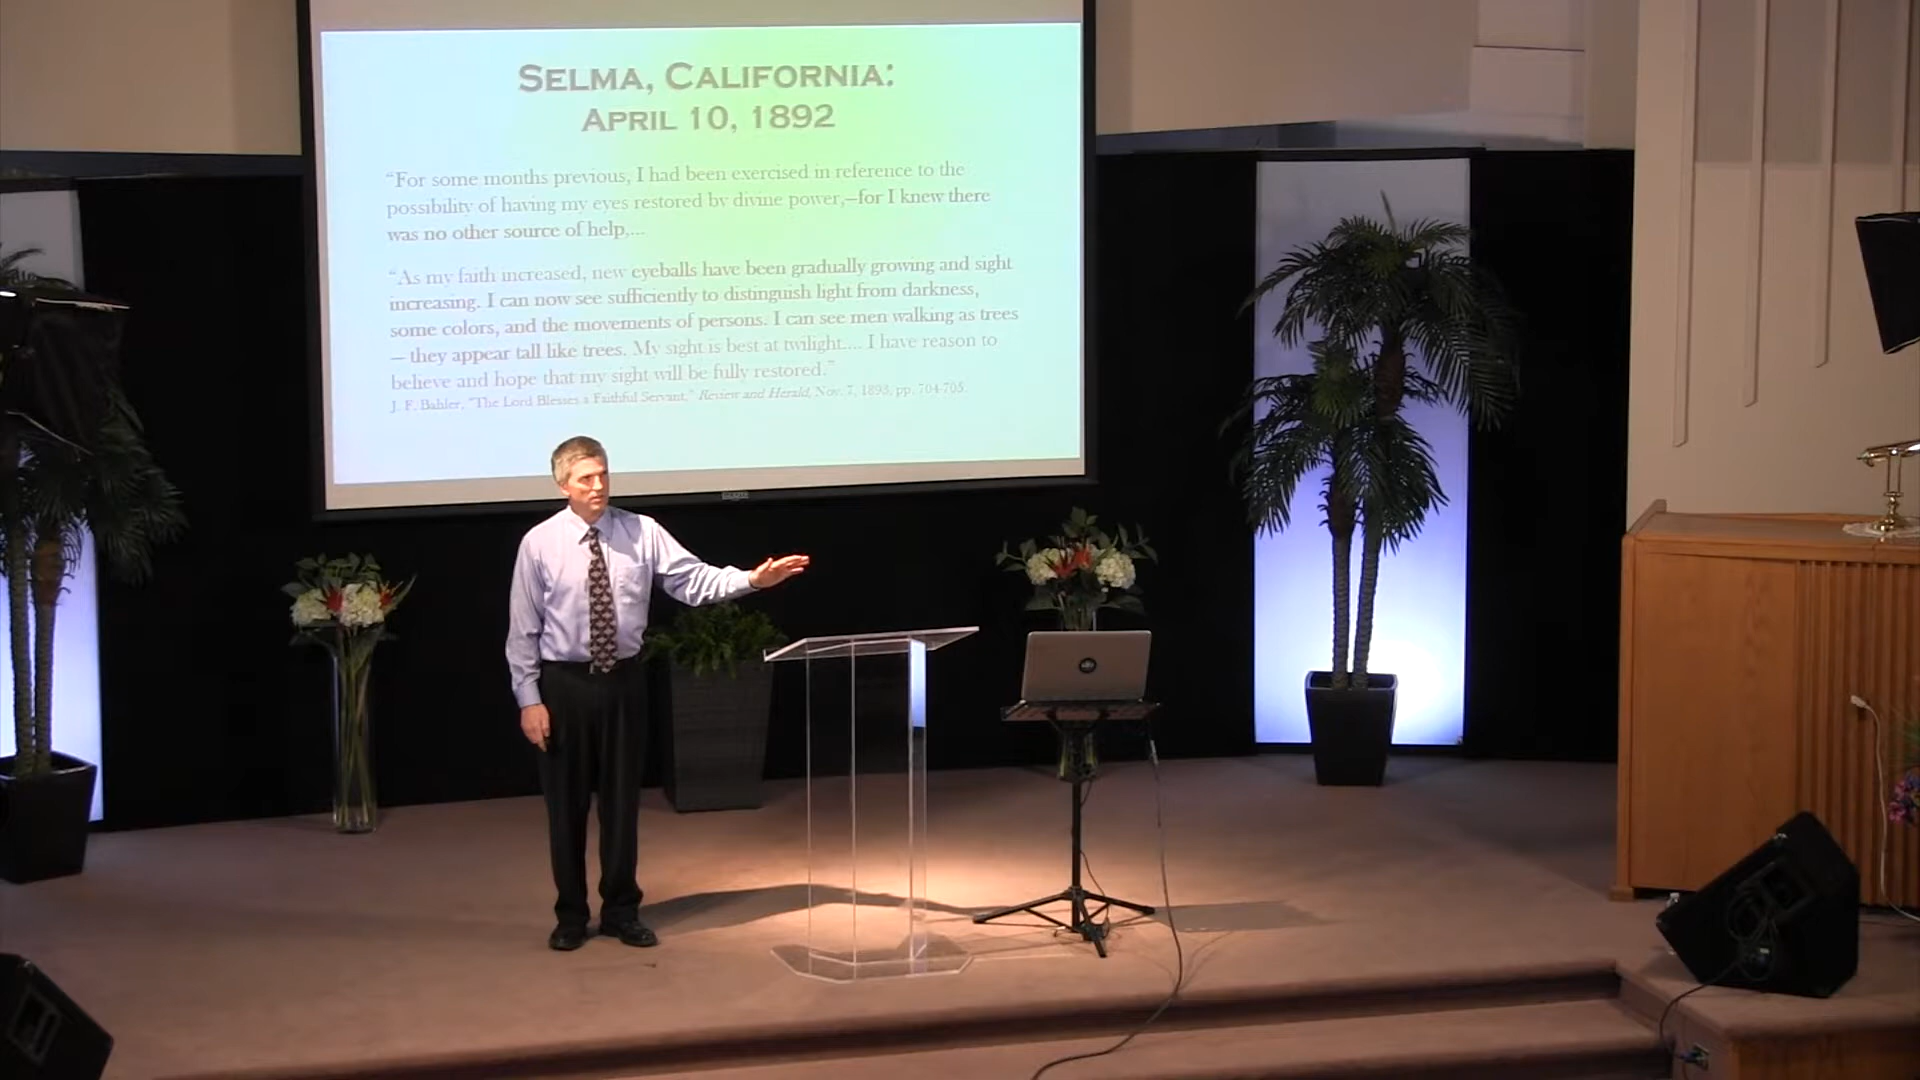 SELMA, CALIFORNIA:
APRIL 10, 1892
“For some months previous, I had been exercised in reference to the
possibility of having my eyes restored by divine power,—for I knew there
was no other source of help,...
“As my faith increased, new eyeballs have been gradually growing and sight
increasing. I can now see sufficiently to distinguish light from darkness,
some colors, and the movements of persons. I can see men walking as trees
— they appear tall like trees. My sight is best at twilight.... I have reason to
believe and hope that my sight will be fully restored.”
J. F. Bahler, "The Lord Blesses a Faithful Servant," Review and Herald, Nov. 7, 1893, pp. 704-705.